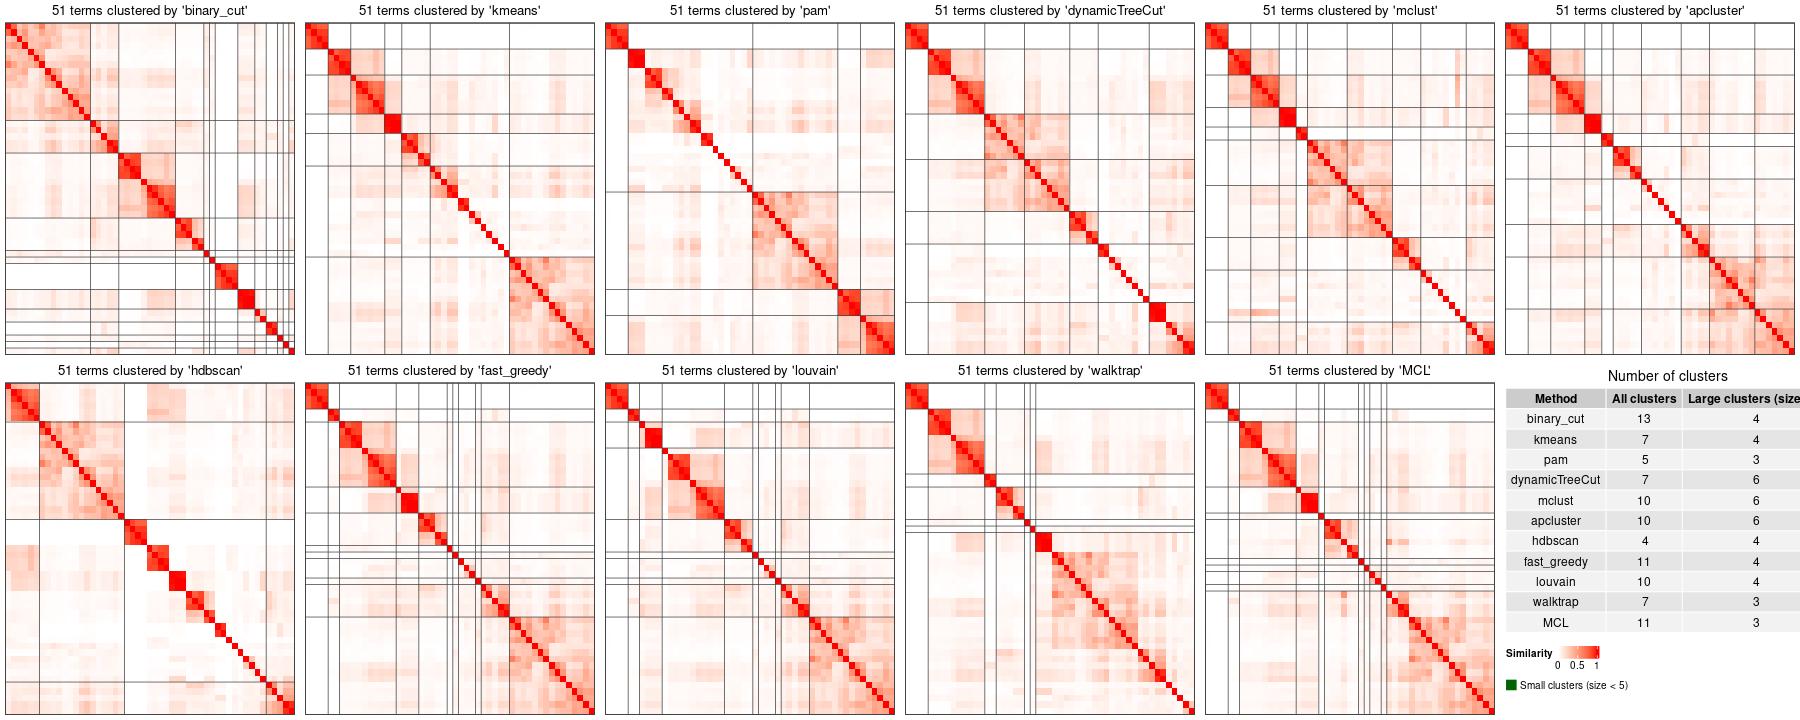 51 terms clustered by 'binary_cut'
51 terms clustered by 'kmeans'
51 terms clustered by 'pam'
51 terms clustered by 'dynamicTreeCut'
51 terms clustered by 'mclust'
51 terms clustered by 'apcluster'
51 terms clustered by 'hdbscan'
51 terms clustered by 'fast_greedy'
51 terms clustered by 'louvain'
51 terms clustered by 'walktrap'
51 terms clustered by 'MCL'
Number of clusters
Method All clusters Large clusters (size
binary_cut 13 4
kmeans 7 4
pam 5 3
dynamicTreeCut 7 6
mclust 10 6
apcluster 10 6
hdbscan 4 4
fast_greedy 11 4
louvain 10 4
walktrap 7 3
MCL 11 3
Similarity
0 0.5 1
Small clusters (size < 5)